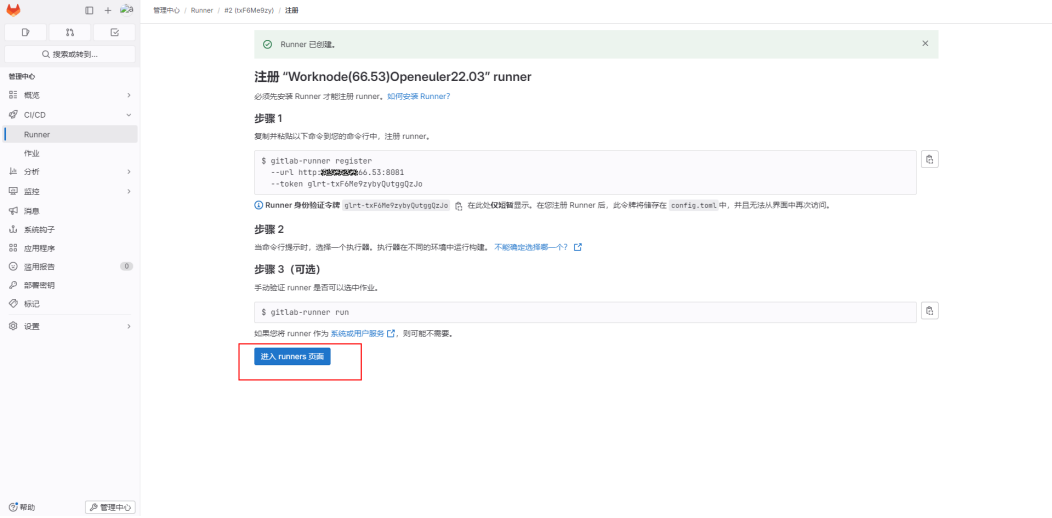 管理中心 / Runner / #2 (txF6Me9zy) / 注册
搜索或转到...
管理中心
概览
CI/CD
Runner
作业
分析
监控
消息
系统钩子
应用程序
滥用报告 0
部署密钥
标记
设置
帮助
管理中心
Runner 已创建。
注册 “Worknode(66.53)Openeuler22.03” runner
必须先安装 Runner 才能注册 runner。如何安装 Runner?
步骤 1
复制并粘贴以下命令到您的命令行中，注册 runner。
$ gitlab-runner register
--url http: 66.53:8081
--token glrt-txF6Me9zybyQutggQzJo
Runner 身份验证令牌 glrt-txF6Me9zybyQutggQzJo 在此处仅短暂显示。在您注册 Runner 后，此令牌将储存在 config.toml 中，并且无法从界面中再次访问。
步骤 2
当命令行提示时，选择一个执行器。执行器在不同的环境中运行构建。 不能确定选择哪一个?
步骤 3（可选）
手动验证 runner 是否可以选中作业。
$ gitlab-runner run
如果您将 runner 作为 系统或用户服务，则可能不需要。
进入 runners 页面